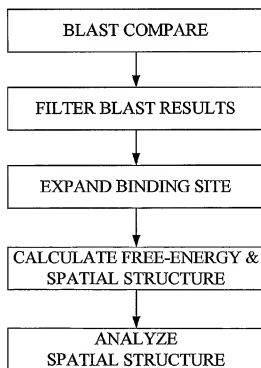 BLAST COMPARE
FILTER BLAST RESULTS
EXPAND BINDING SITE
CALCULATE FREE-ENERGY &
SPATIAL STRUCTURE
ANALYZE
SPATIAL STRUCTURE